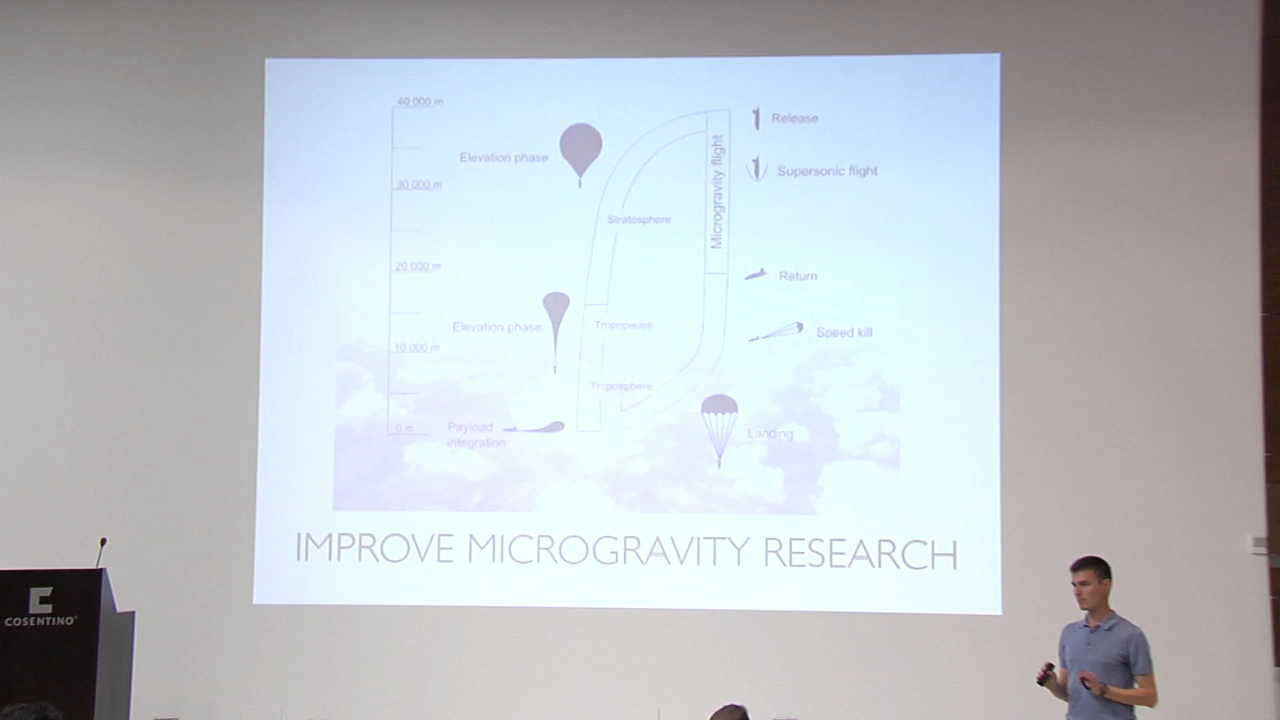 40 000 m
Release
Elevation phase
Microgravity flight
Supersonic flight
30 000 m
Stratosphere
20 000 m
Return
Elevation phase
Tropopause
Speed kill
10 000 m
Troposphere
0 m
Payload
integration
Landing
IMPROVE MICROGRAVITY RESEARCH
COSENTINO